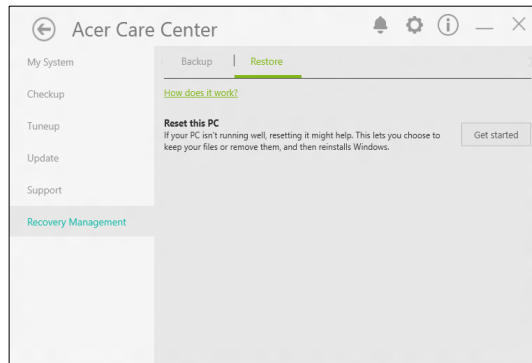 Acer Care Center
My System
Checkup
Tuneup
Update
Support
Recovery Management
Backup
Restore
How does it work?
Reset this PC
If your PC isn't running well, resetting it might help. This lets you choose to
keep your files or remove them, and then reinstalls Windows.
Get started